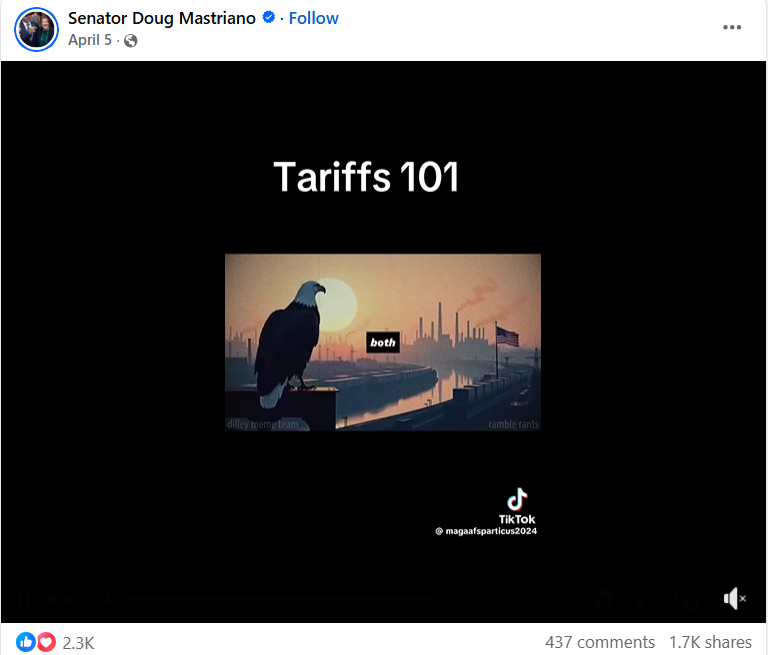 Senator Doug Mastriano · Follow
April 5 ·
Tariffs 101
both
dilley meme team
ramble rants
TikTok
@ magaafsparticus2024
2.3K
437 comments 1.7K shares